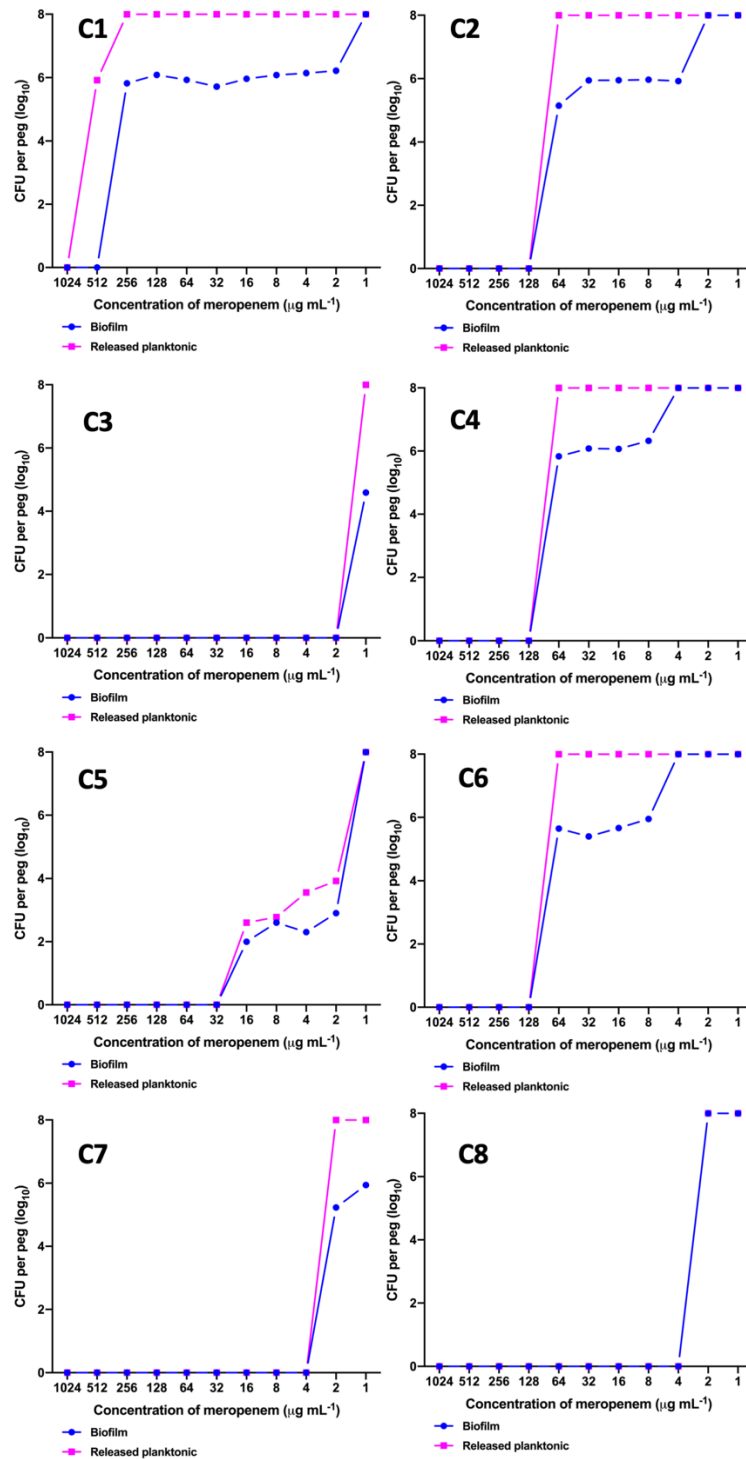 C1
CFU per peg (log10)
8
6
4
2
0
1024 512 256 128 64 32 16 8 4 2 1
Concentration of meropenem (μg mL-1)
Biofilm
Released planktonic
C2
CFU per peg (log10)
8
6
4
2
0
1024 512 256 128 64 32 16 8 4 2 1
Concentration of meropenem (μg mL-1)
Biofilm
Released planktonic
C3
CFU per peg (log10)
8
6
4
2
0
1024 512 256 128 64 32 16 8 4 2 1
Concentration of meropenem (μg mL-1)
Biofilm
Released planktonic
C4
CFU per peg (log10)
8
6
4
2
0
1024 512 256 128 64 32 16 8 4 2 1
Concentration of meropenem (μg mL-1)
Biofilm
Released planktonic
C5
CFU per peg (log10)
8
6
4
2
0
1024 512 256 128 64 32 16 8 4 2 1
Concentration of meropenem (μg mL-1)
Biofilm
Released planktonic
C6
CFU per peg (log10)
8
6
4
2
0
1024 512 256 128 64 32 16 8 4 2 1
Concentration of meropenem (μg mL-1)
Biofilm
Released planktonic
C7
CFU per peg (log10)
8
6
4
2
0
1024 512 256 128 64 32 16 8 4 2 1
Concentration of meropenem (μg mL-1)
Biofilm
Released planktonic
C8
CFU per peg (log10)
8
6
4
2
0
1024 512 256 128 64 32 16 8 4 2 1
Concentration of meropenem (μg mL-1)
Biofilm
Released planktonic